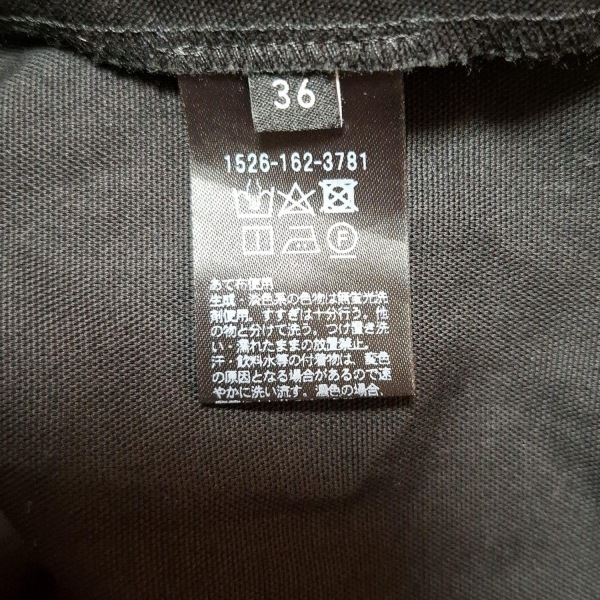 36
1526-162-3781
F
あて布使用
生成・淡色系の色物は無蛍光洗
剤使用。すすぎは十分行う。他
の物と分けて洗う。つけ置き洗
い・濡れたままの放置禁止。
汗・飲料水等の付着物は、変色
の原因となる場合があるので速
やかに洗い流す。濃色の場合、